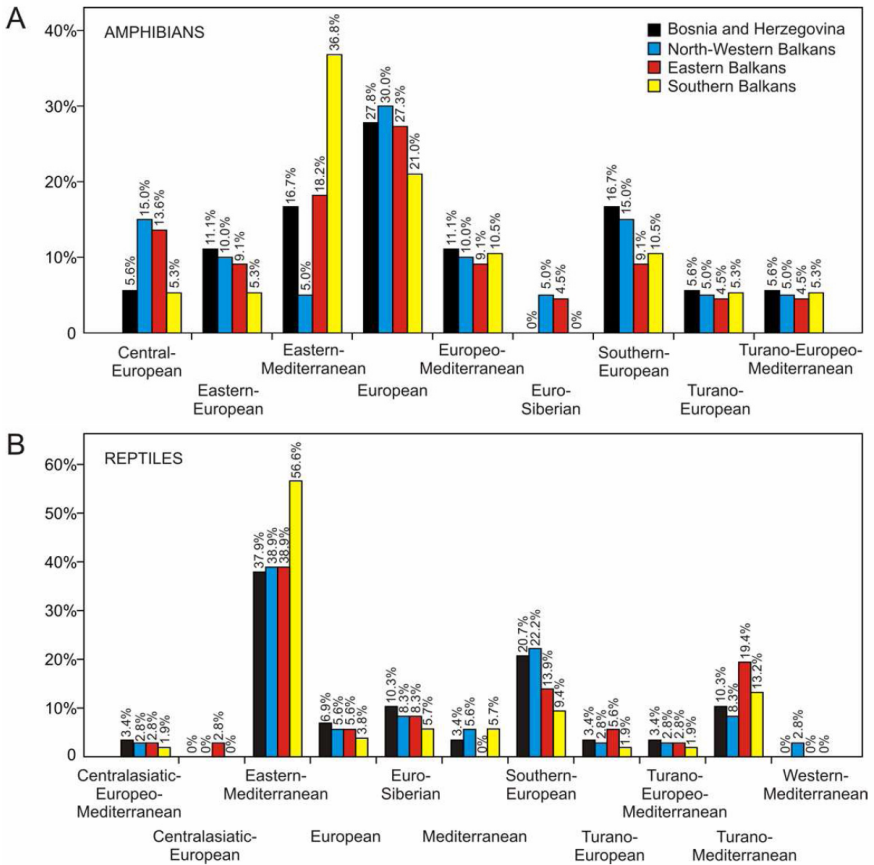 A
AMPHIBIANS
Bosnia and Herzegovina
North-Western Balkans
Eastern Balkans
Southern Balkans
40%
30%
20%
10%
0
5.6%
15.0%
13.6%
5.3%
11.1%
10.0%
9.1%
5.3%
16.7%
5.0%
18.2%
36.8%
27.8%
30.0%
27.3%
21.0%
11.1%
10.0%
9.1%
10.5%
0%
5.0%
4.5%
0%
16.7%
15.0%
9.1%
10.5%
5.6%
5.0%
4.5%
5.3%
5.6%
5.0%
4.5%
5.3%
Central-
European
Eastern-
European
Eastern-
Mediterranean
European
Europeo-
Mediterranean
Euro-
Siberian
Southern-
European
Turano-
European
Turano-Europeo-
Mediterranean
B
REPTILES
60%
50%
40%
30%
20%
10%
0
3.4%
2.8%
2.8%
1.9%
0%
0%
2.8%
0%
37.9%
38.9%
38.9%
56.6%
6.9%
5.6%
5.6%
3.8%
10.3%
8.3%
8.3%
5.7%
3.4%
5.6%
0%
5.7%
20.7%
22.2%
13.9%
9.4%
3.4%
2.8%
5.6%
1.9%
3.4%
2.8%
2.8%
1.9%
10.3%
8.3%
19.4%
13.2%
0%
2.8%
0%
0%
Centralasiatic-
Europeo-
Mediterranean
Centralasiatic-
European
Eastern-
Mediterranean
European
Euro-
Siberian
Mediterranean
Southern-
European
Turano-
European
Turano-
Europeo-
Mediterranean
Turano-
Mediterranean
Western-
Mediterranean